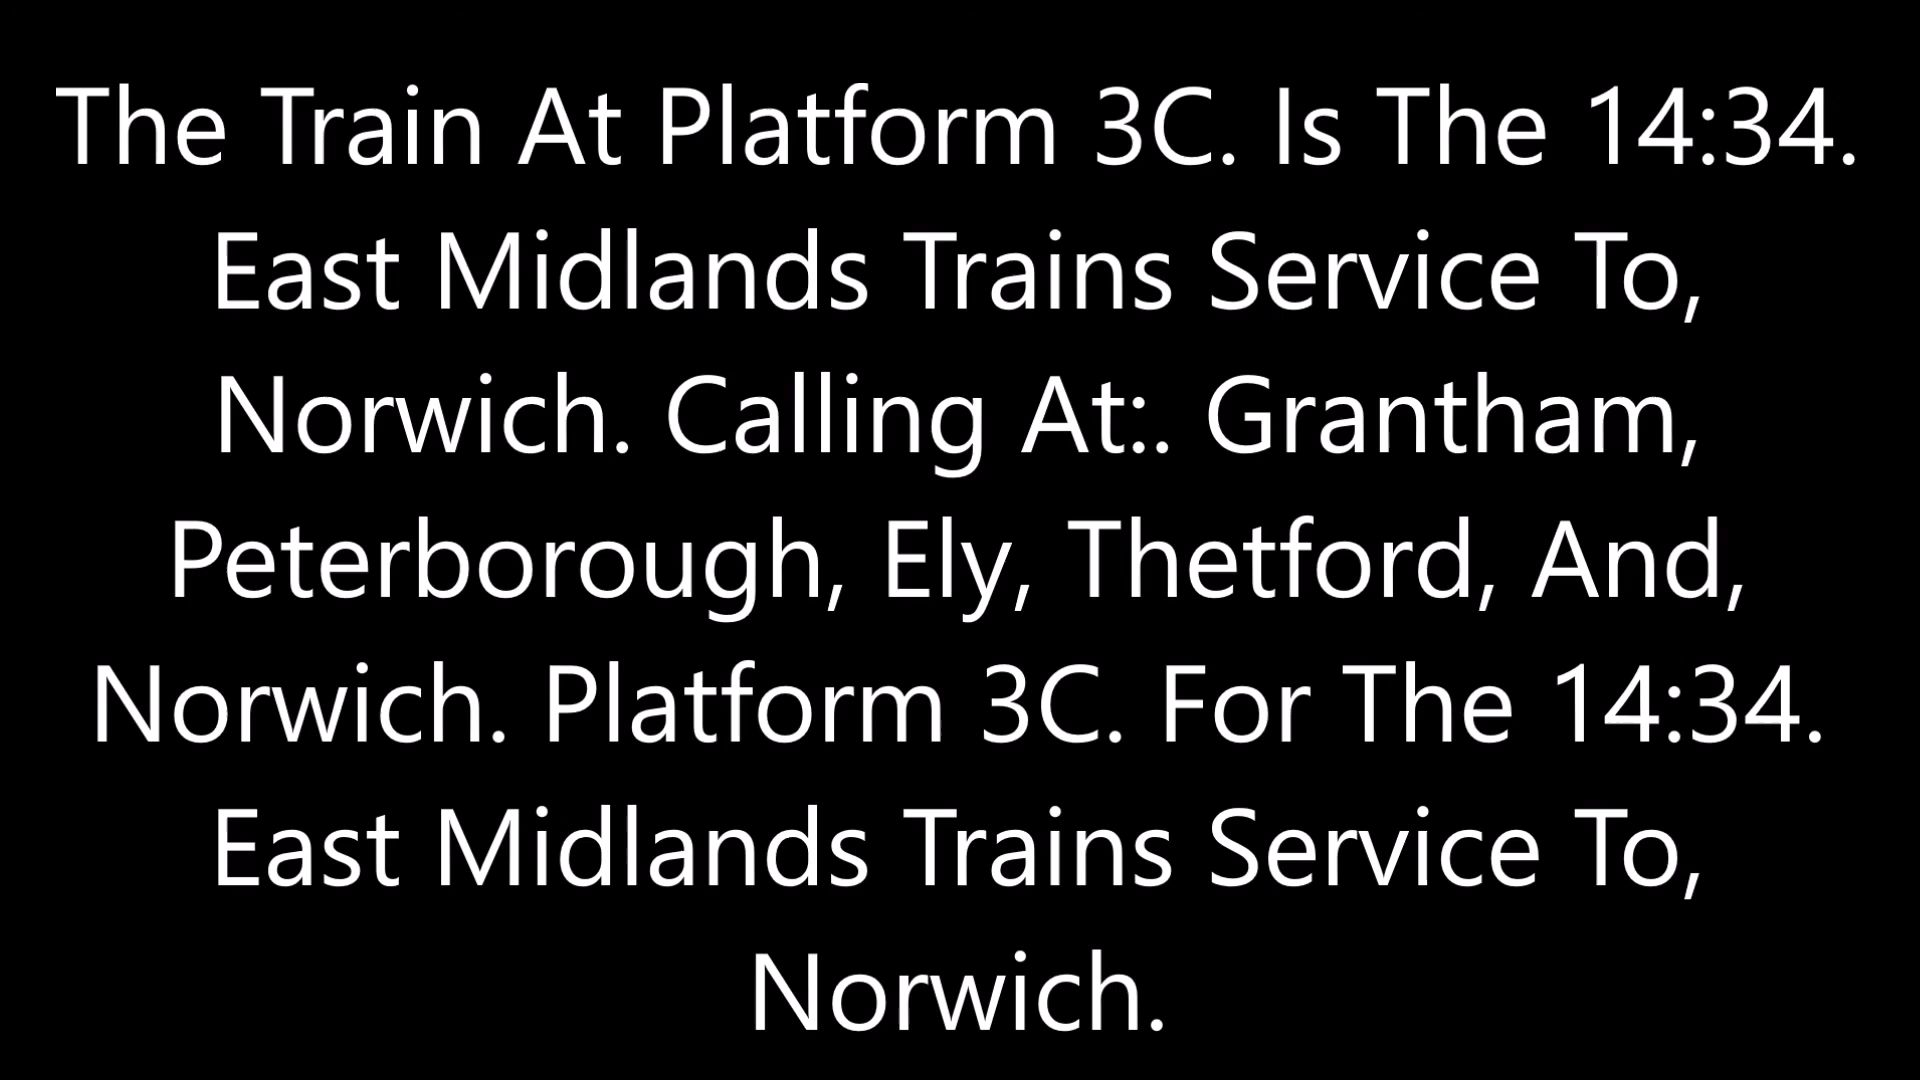 The Train At Platform 3C. Is The 14:34.
East Midlands Trains Service To,
Norwich. Calling At:. Grantham,
Peterborough, Ely, Thetford, And,
Norwich. Platform 3C. For The 14:34.
East Midlands Trains Service To,
Norwich.